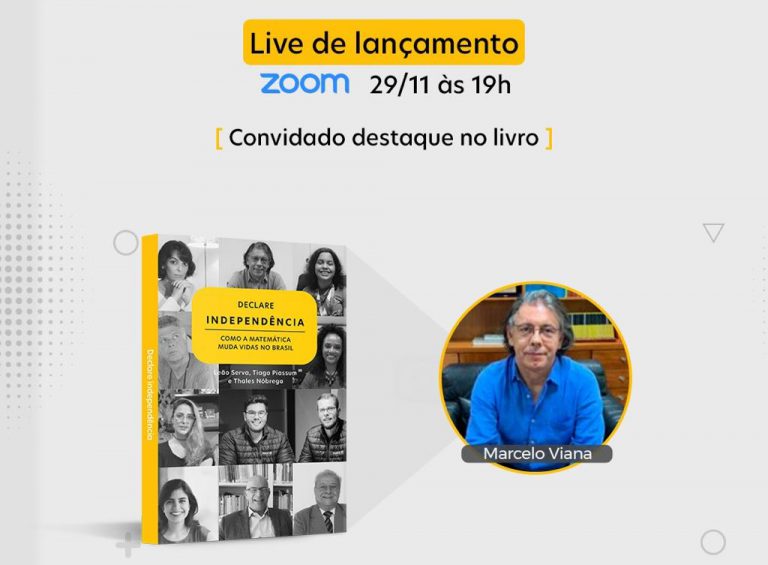 Live de lançamento
zoom 29/11 às 19h
[ Convidado destaque no livro ]
DECLARE
INDEPENDÊNCIA
COMO A MATEMÁTICA
MUDA VIDAS NO BRASIL
Leão Serva, Tiago Piassum
e Thales Nóbrega
Declare independência
Marcelo Viana